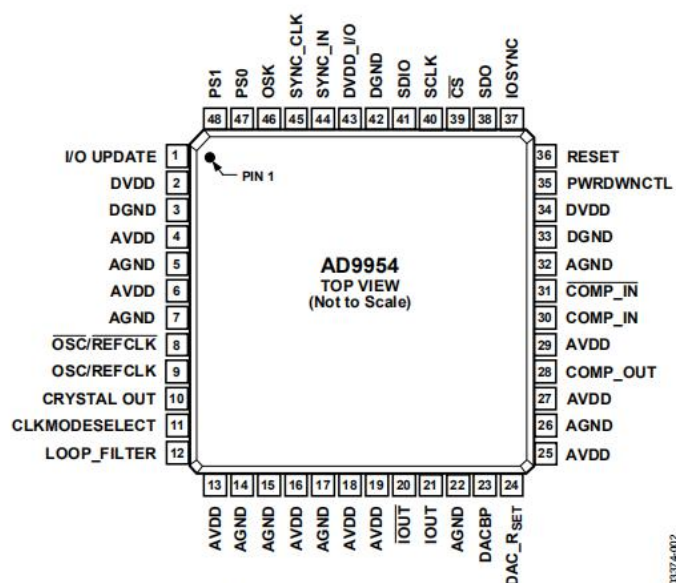 PS1
PS0
OSK
SYNC_CLK
SYNC_IN
DVDD_I/O
DGND
SDIO
SCLK
CS
SDO
IOSYNC
48 47 46 45 44 43 42 41 40 39 38 37
I/O UPDATE 1
DVDD 2
DGND 3
AVDD 4
AGND 5
AVDD 6
AGND 7
OSC/REFCLK 8
OSC/REFCLK 9
CRYSTAL OUT 10
CLKMODESELECT 11
LOOP_FILTER 12
PIN 1
AD9954
TOP VIEW
(Not to Scale)
36 RESET
35 PWRDWNCTL
34 DVDD
33 DGND
32 AGND
31 COMP_IN
30 COMP_IN
29 AVDD
28 COMP_OUT
27 AVDD
26 AGND
25 AVDD
13 14 15 16 17 18 19 20 21 22 23 24
AVDD
AGND
AGND
AVDD
AGND
AVDD
AVDD
IOUT
IOUT
AGND
DACBP
DAC_RSET
03374-002